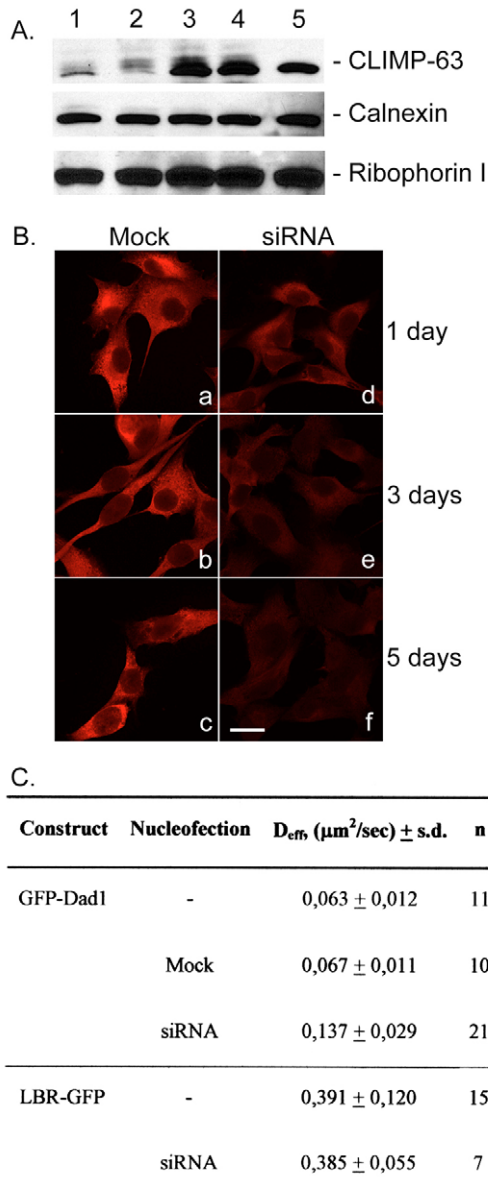 A.
1 2 3 4 5
- CLIMP-63
- Calnexin
- Ribophorin I
B.
Mock siRNA
a d 1 day
b e 3 days
c f 5 days
C.
Construct Nucleofection Deff, (μm²/sec) ± s.d. n
GFP-Dad1 - 0,063 ± 0,012 11
Mock 0,067 ± 0,011 10
siRNA 0,137 ± 0,029 21
LBR-GFP - 0,391 ± 0,120 15
siRNA 0,385 ± 0,055 7